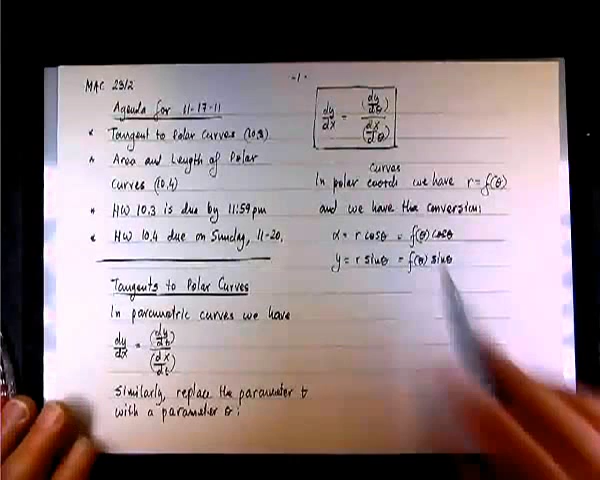 MAC 2312
-1-
Agenda for 11-17-11
* Tangent to Polar Curves (10.3)
* Area and Length of Polar
Curves (10.4)
* HW 10.3 is due by 11:59pm
* HW 10.4 due on Sunday, 11-20.
Tangents to Polar Curves
In parametric curves we have
dy/dx = (dy/dt)/(dx/dt)
Similarly, replace the parameter t
with a parameter θ:
dy/dx = (dy/dθ)/(dx/dθ)
curves
In polar coords we have r = f(θ)
and we have the conversion:
x = r cosθ = f(θ) cosθ
y = r sinθ = f(θ) sinθ